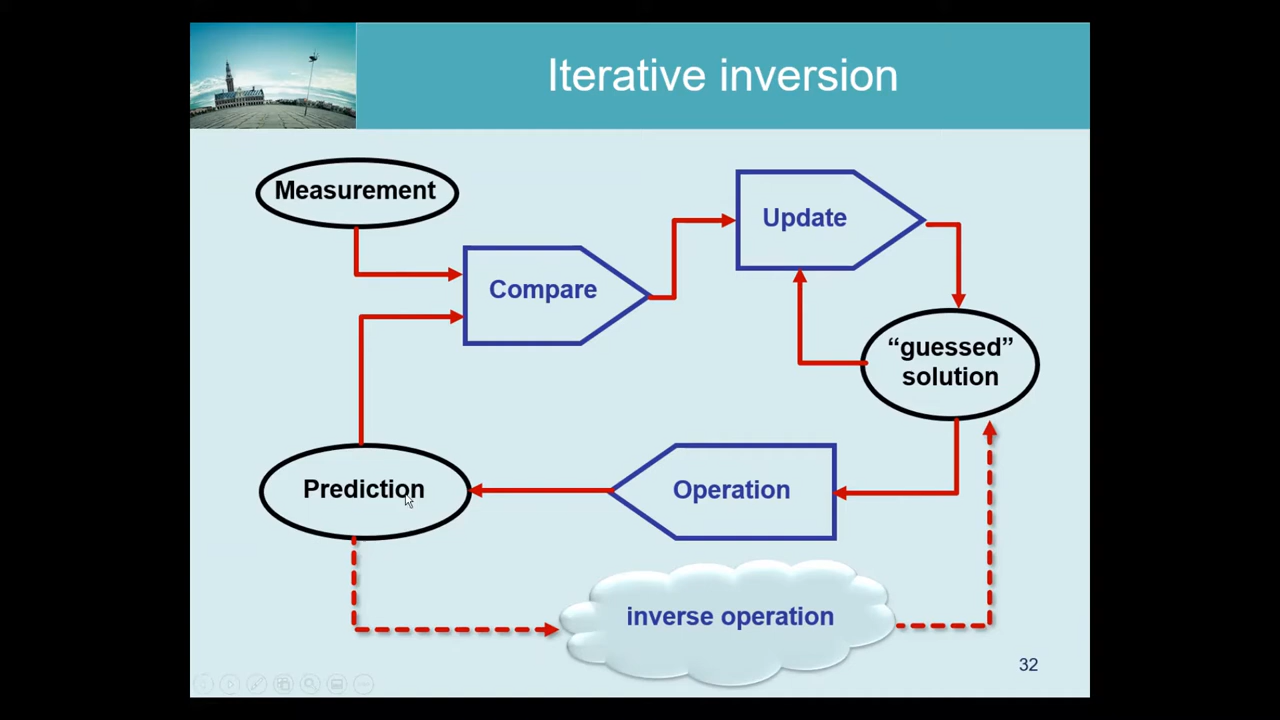 Iterative inversion
Measurement
Update
Compare
“guessed”
solution
Prediction
Operation
inverse operation
32